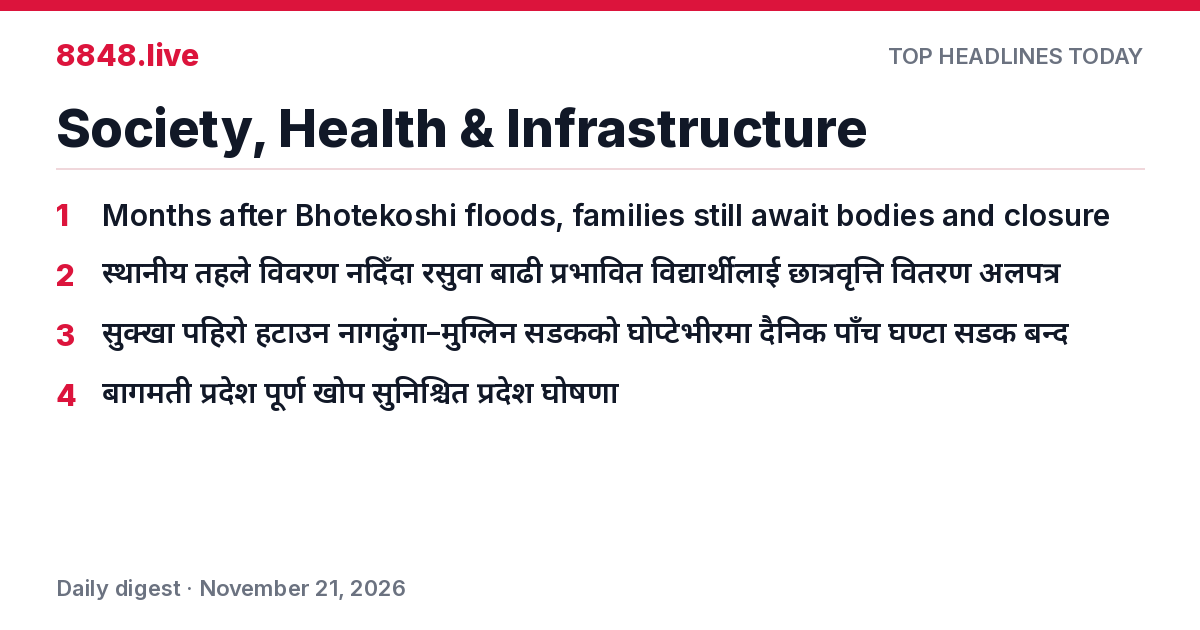 8848.live
TOP HEADLINES TODAY
Society, Health & Infrastructure
1 Months after Bhotekoshi floods, families still await bodies and closure
2 स्थानीय तहले विवरण नदिँदा रसुवा बाढी प्रभावित विद्यार्थीलाई छात्रवृत्ति वितरण अलपत्र
3 सुक्खा पहिरो हटाउन नागढुंगा–मुग्लिन सडकको घोप्टेभीरमा दैनिक पाँच घण्टा सडक बन्द
4 बागमती प्रदेश पूर्ण खोप सुनिश्चित प्रदेश घोषणा
Daily digest · November 21, 2026